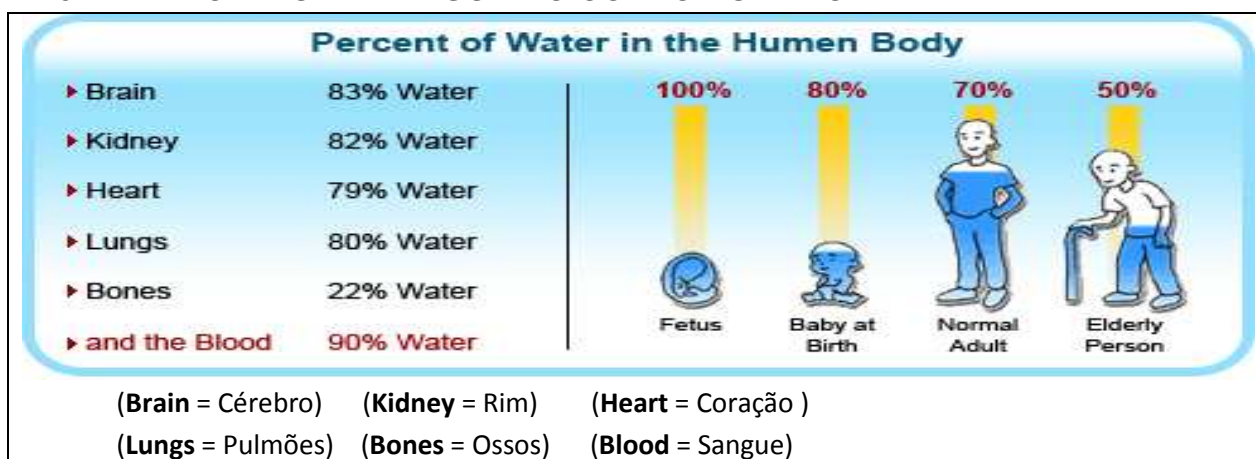 Percent of Water in the Humen Body
Brain 83% Water
Kidney 82% Water
Heart 79% Water
Lungs 80% Water
Bones 22% Water
and the Blood 90% Water
100% 80% 70% 50%
Fetus Baby at Birth Normal Adult Elderly Person
(Brain = Cérebro) (Kidney = Rim) (Heart = Coração )
(Lungs = Pulmões) (Bones = Ossos) (Blood = Sangue)